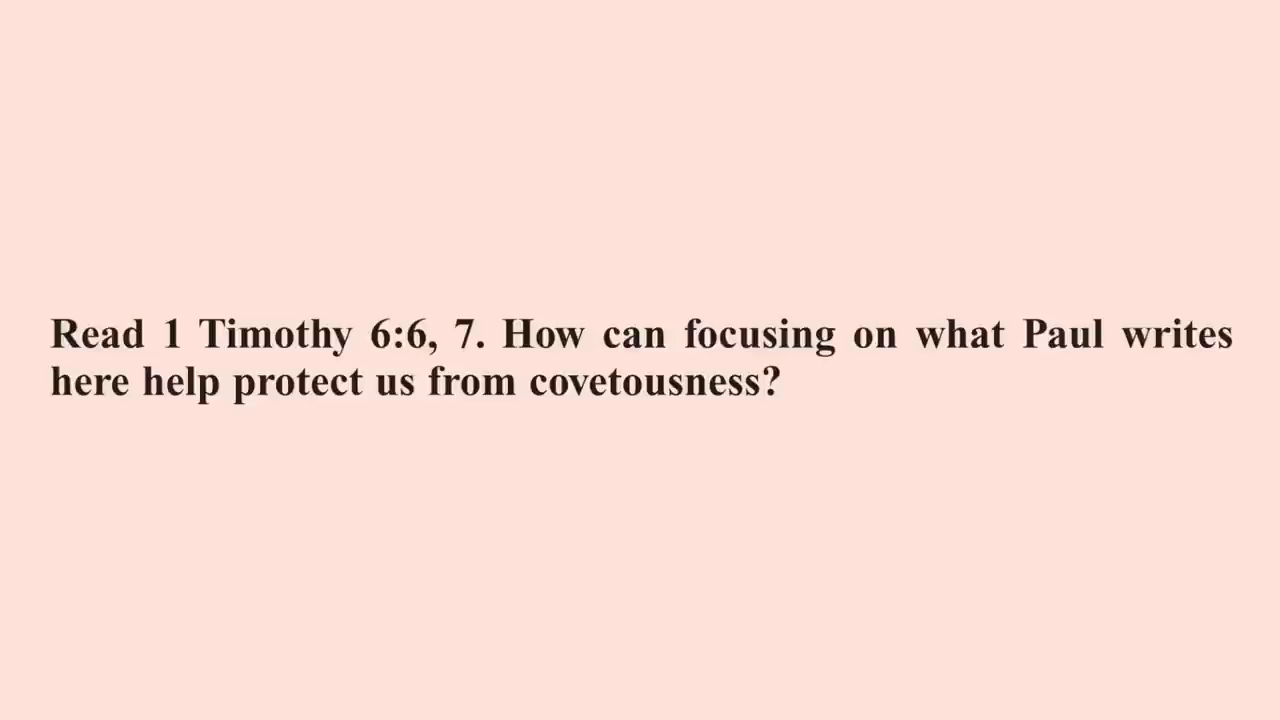 Read 1 Timothy 6:6, 7. How can focusing on what Paul writes
here help protect us from covetousness?